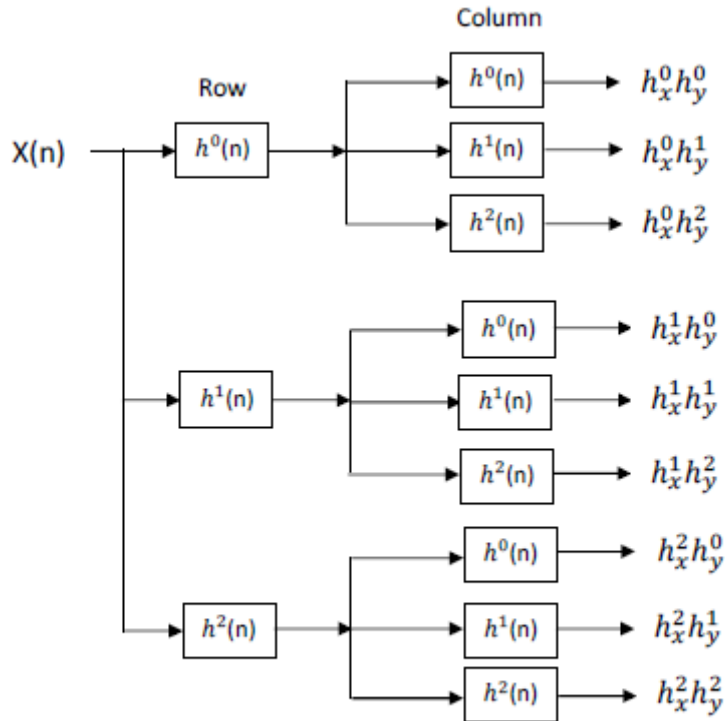 Column
Row
X(n)
h⁰(n)
h⁰(n)
h¹(n)
h²(n)
h⁰ₓh⁰ᵧ
h⁰ₓh¹ᵧ
h⁰ₓh²ᵧ
h¹(n)
h⁰(n)
h¹(n)
h²(n)
h¹ₓh⁰ᵧ
h¹ₓh¹ᵧ
h¹ₓh²ᵧ
h²(n)
h⁰(n)
h¹(n)
h²(n)
h²ₓh⁰ᵧ
h²ₓh¹ᵧ
h²ₓh²ᵧ